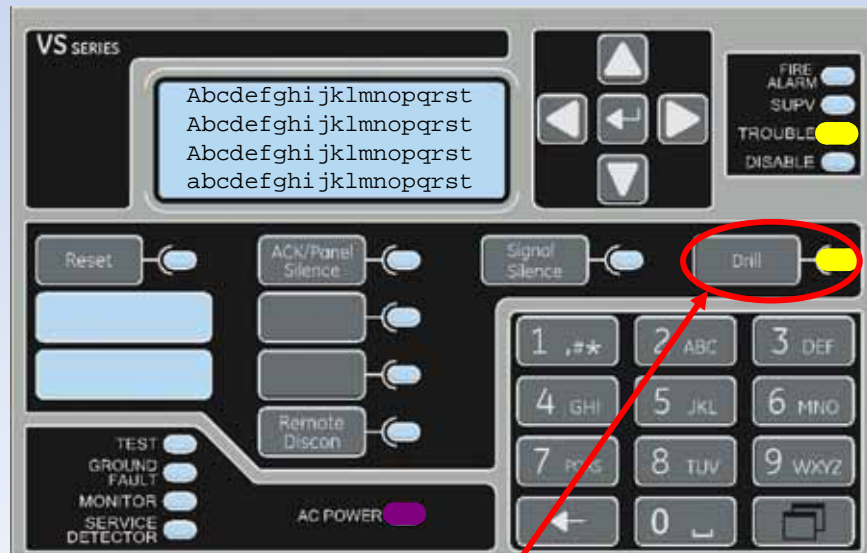 VS SERIES
Abcdefghijklmnopqrst
Abcdefghijklmnopqrst
Abcdefghijklmnopqrst
abcdefghijklmnopqrst
FIRE
ALARM
SUPV
TROUBLE
DISABLE
Reset
ACK/Panel
Silence
Signal
Silence
Drill
Remote
Discon
1 ,#*
2 ABC
3 DEF
4 GHI
5 JKL
6 MNO
7 PQRS
8 TUV
9 WXYZ
0
TEST
GROUND
FAULT
MONITOR
SERVICE
DETECTOR
AC POWER